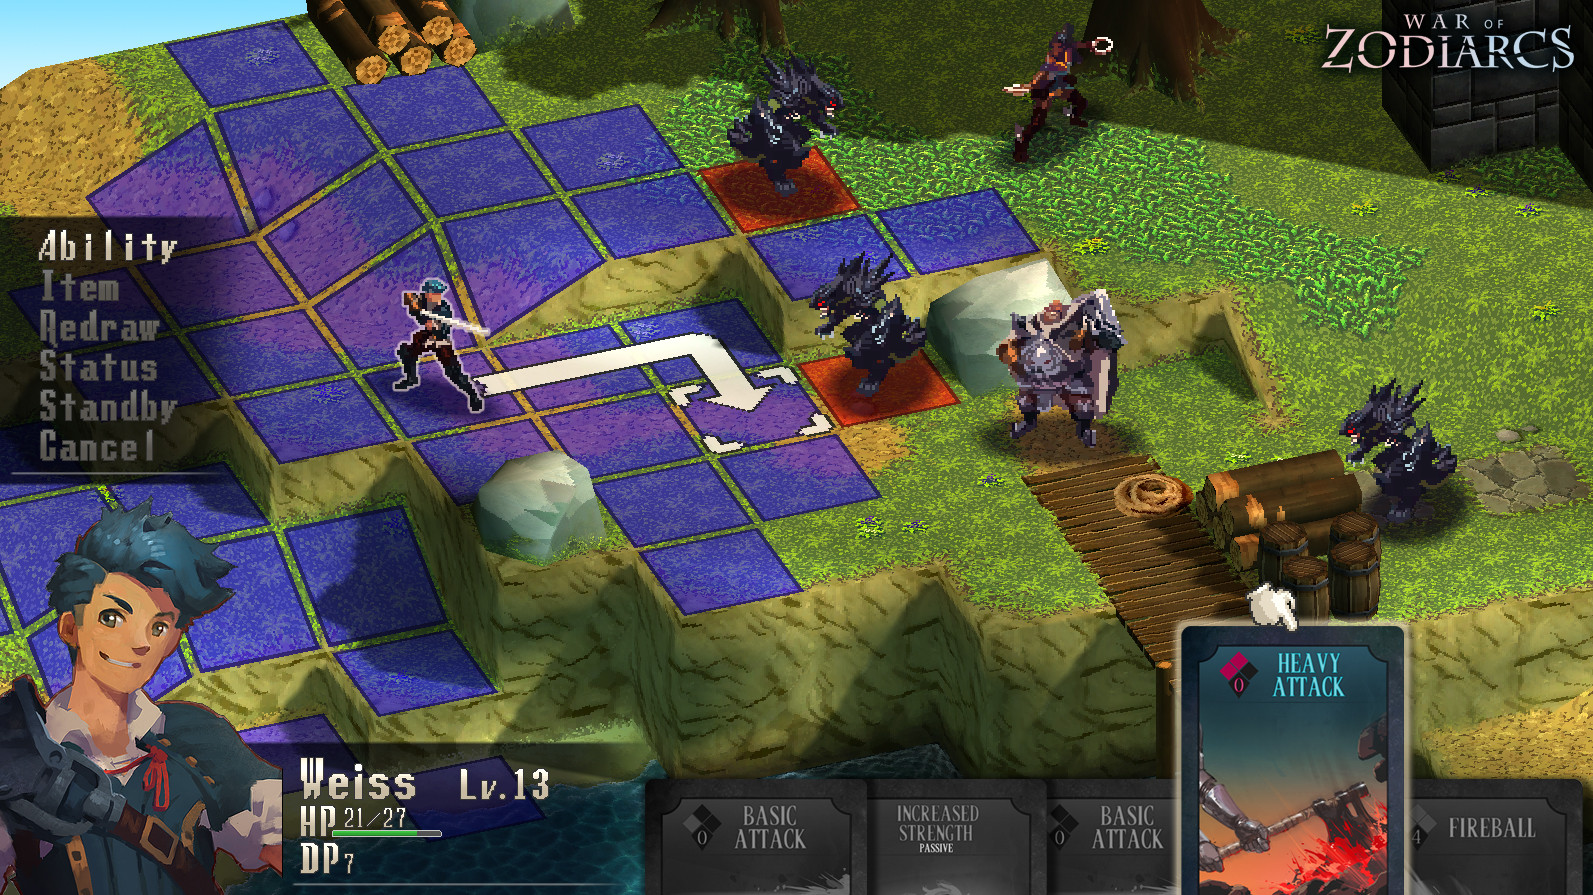 WAR OF
ZODIARCS
Ability
Item
Redraw
Status
Standby
Cancel
Weiss Lv.13
HP 21/27
DP 7
0 BASIC
ATTACK
INCREASED
STRENGTH
PASSIVE
0 BASIC
ATTACK
0 HEAVY
ATTACK
4 FIREBALL